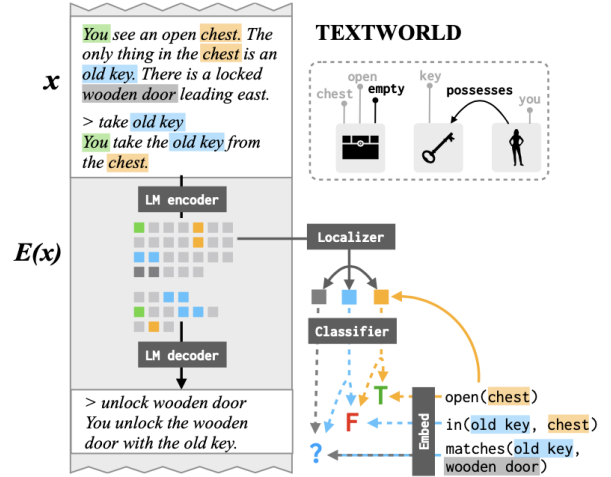 x
You see an open chest. The
only thing in the chest is an
old key. There is a locked
wooden door leading east.
> take old key
You take the old key from
the chest.
TEXTWORLD
chest
open
empty
key
possesses
you
LM encoder
E(x)
Localizer
Classifier
LM decoder
T
F
?
Embed
open(chest)
in(old key, chest)
matches(old key,
wooden door)
> unlock wooden door
You unlock the wooden
door with the old key.